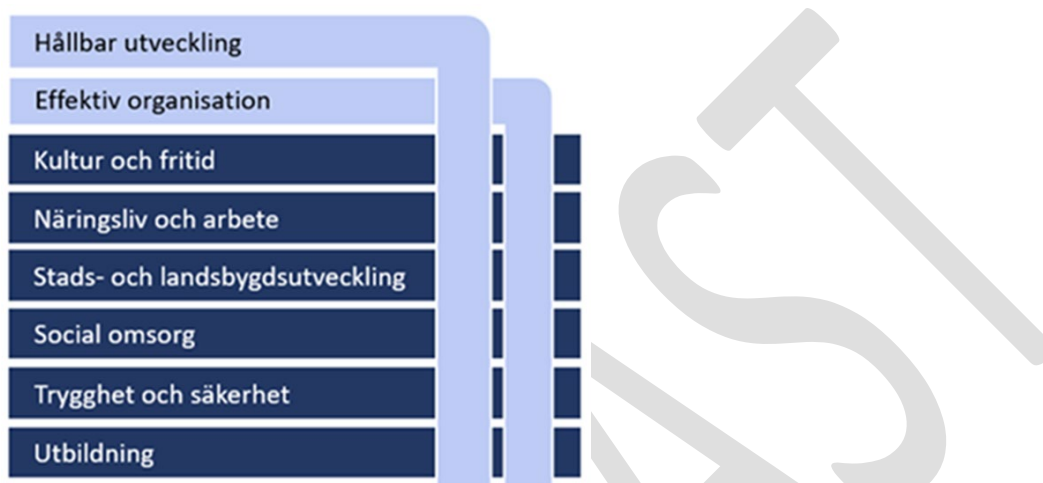 Hållbar utveckling
Effektiv organisation
Kultur och fritid
Näringsliv och arbete
Stads- och landsbygdsutveckling
Social omsorg
Trygghet och säkerhet
Utbildning